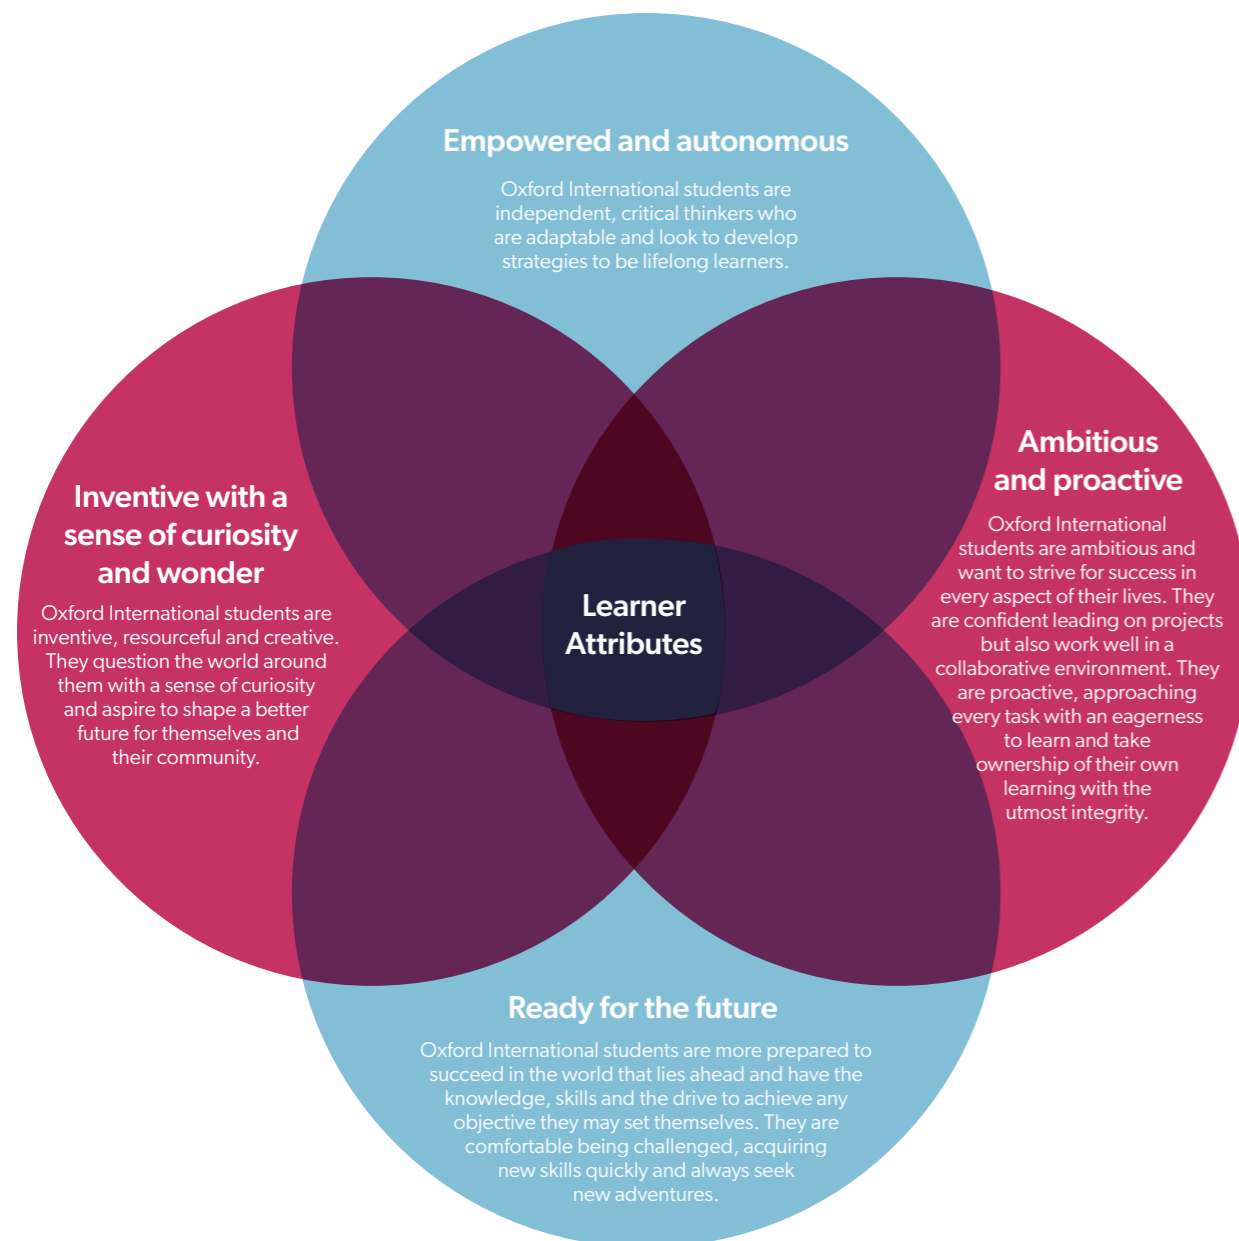 Empowered and autonomous
Oxford International students are
independent, critical thinkers who
are adaptable and look to develop
strategies to be lifelong learners.
Inventive with a
sense of curiosity
and wonder
Oxford International students are
inventive, resourceful and creative.
They question the world around
them with a sense of curiosity
and aspire to shape a better
future for themselves and
their community.
Learner
Attributes
Ambitious
and proactive
Oxford International
students are ambitious and
want to strive for success in
every aspect of their lives. They
are confident leading on projects
but also work well in a
collaborative environment. They
are proactive, approaching
every task with an eagerness
to learn and take
ownership of their own
learning with the
utmost integrity.
Ready for the future
Oxford International students are more prepared to
succeed in the world that lies ahead and have the
knowledge, skills and the drive to achieve any
objective they may set themselves. They are
comfortable being challenged, acquiring
new skills quickly and always seek
new adventures.